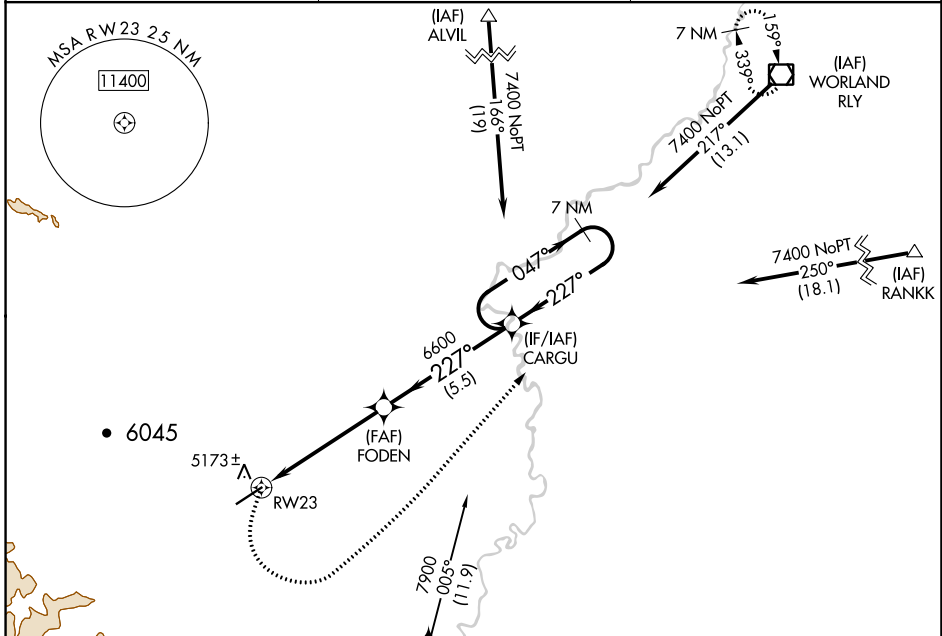 MSA RW23 25 NM
11400
(IAF)
ALVIL
7400 NoPT
166°
(19)
7 NM
159°
339°
(IAF)
WORLAND
RLY
7400 NoPT
217°
(13.1)
7 NM
047°
227°
7400 NoPT
250°
(18.1)
(IAF)
RANKK
(IF/IAF)
CARGU
6600
227°
(5.5)
(FAF)
FODEN
6045
5173±
RW23
7900
005°
(11.9)